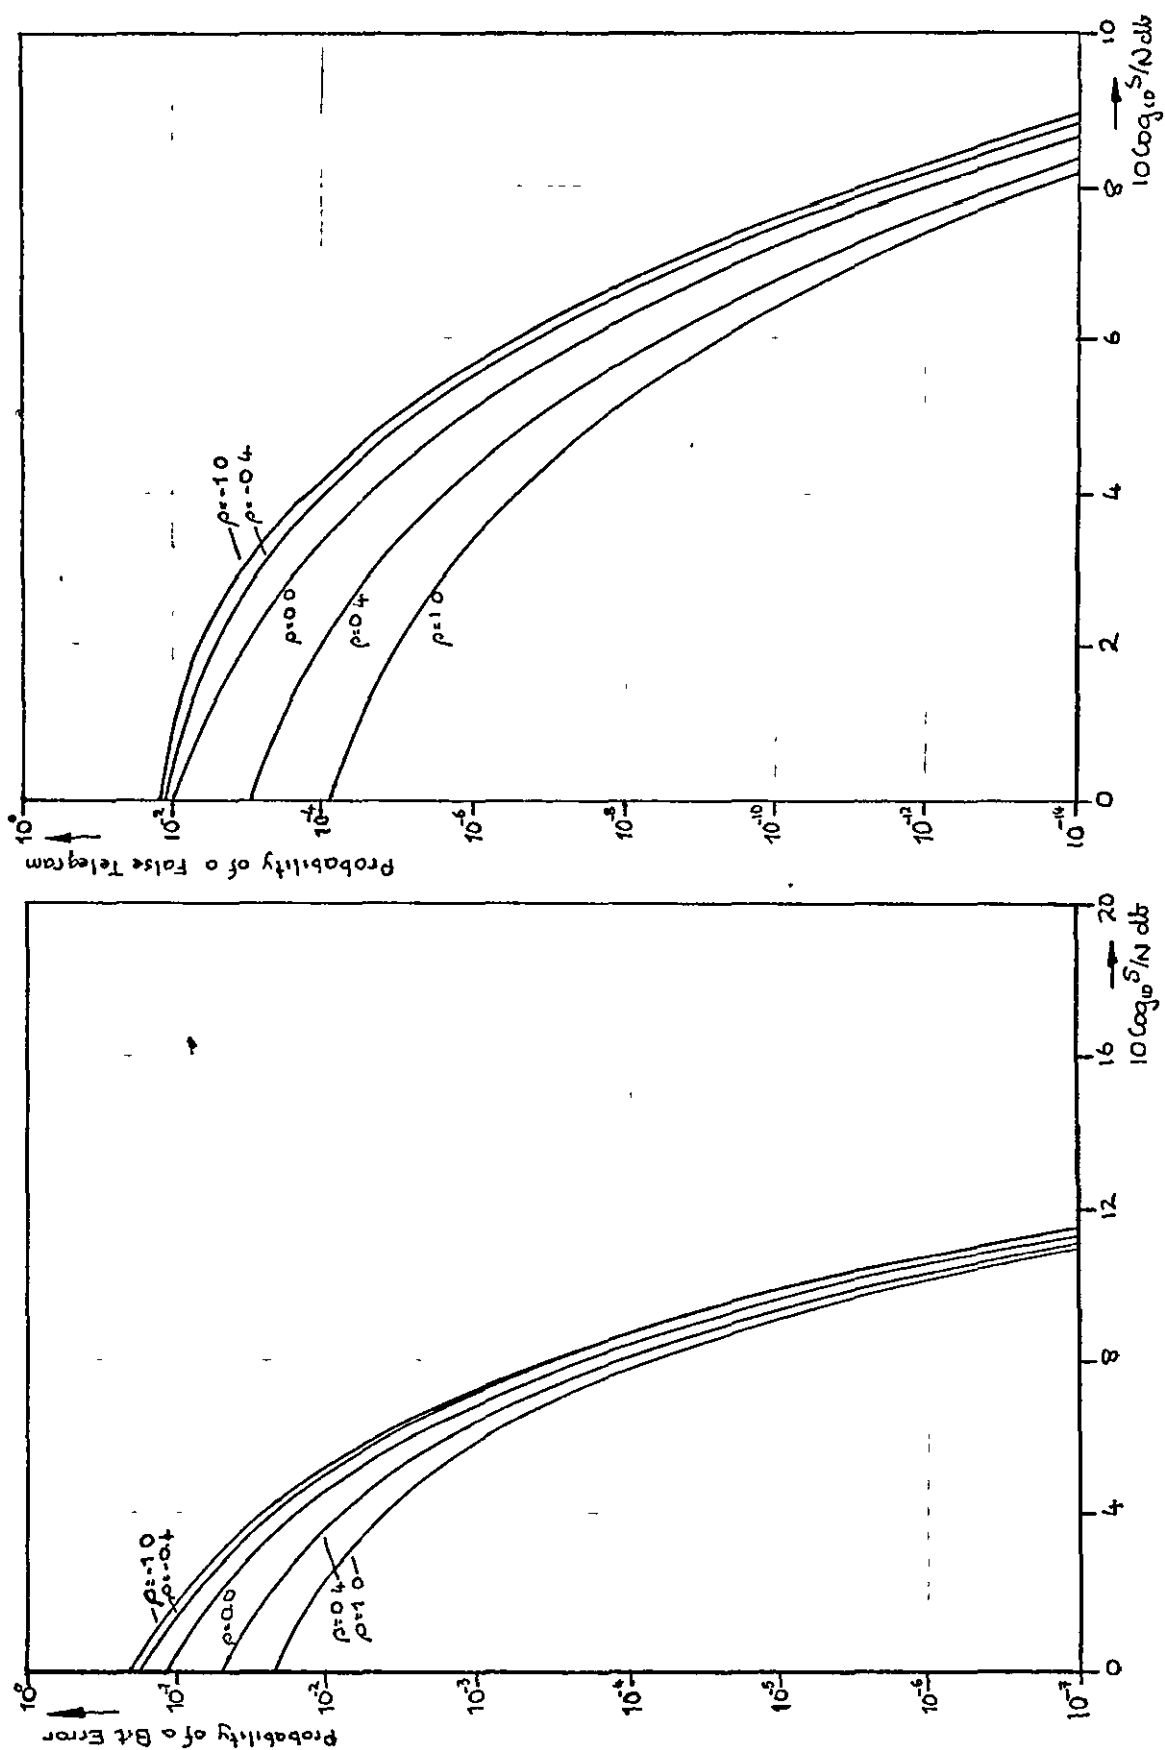 Probability of a Bit Error
10⁰
10⁻¹
10⁻²
10⁻³
10⁻⁴
10⁻⁵
10⁻⁶
10⁻⁷
ρ=-1 0
ρ=-0.4
ρ=0.0
ρ=0 4
ρ=1 0
0 4 8 12 16 20
10 log₁₀ S/N db
Probability of a False Telegram
10⁰
10⁻²
10⁻⁴
10⁻⁶
10⁻⁸
10⁻¹⁰
10⁻¹²
10⁻¹⁴
ρ=-1 0
ρ=-0 4
ρ=0 0
ρ=0 4
ρ=1 0
0 2 4 6 8 10
10 log₁₀ S/N db